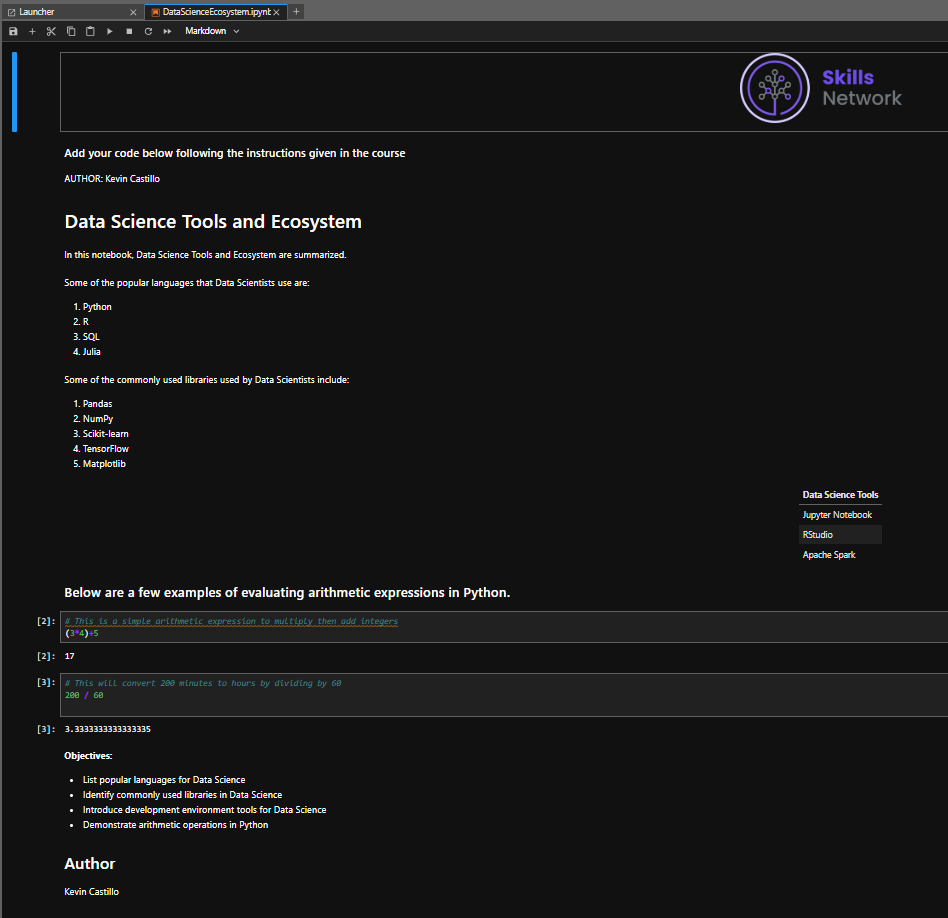 Launcher
DataScienceEcosystem.ipynb
Markdown
Skills
Network
Add your code below following the instructions given in the course
AUTHOR: Kevin Castillo
Data Science Tools and Ecosystem
In this notebook, Data Science Tools and Ecosystem are summarized.
Some of the popular languages that Data Scientists use are:
1. Python
2. R
3. SQL
4. Julia
Some of the commonly used libraries used by Data Scientists include:
1. Pandas
2. NumPy
3. Scikit-learn
4. TensorFlow
5. Matplotlib
Data Science Tools
Jupyter Notebook
RStudio
Apache Spark
Below are a few examples of evaluating arithmetic expressions in Python.
[2]: # This is a simple arithmetic expression to multiply then add integers
(3*4)+5
[2]: 17
[3]: # This will convert 200 minutes to hours by dividing by 60
200 / 60
[3]: 3.3333333333333335
Objectives:
• List popular languages for Data Science
• Identify commonly used libraries in Data Science
• Introduce development environment tools for Data Science
• Demonstrate arithmetic operations in Python
Author
Kevin Castillo